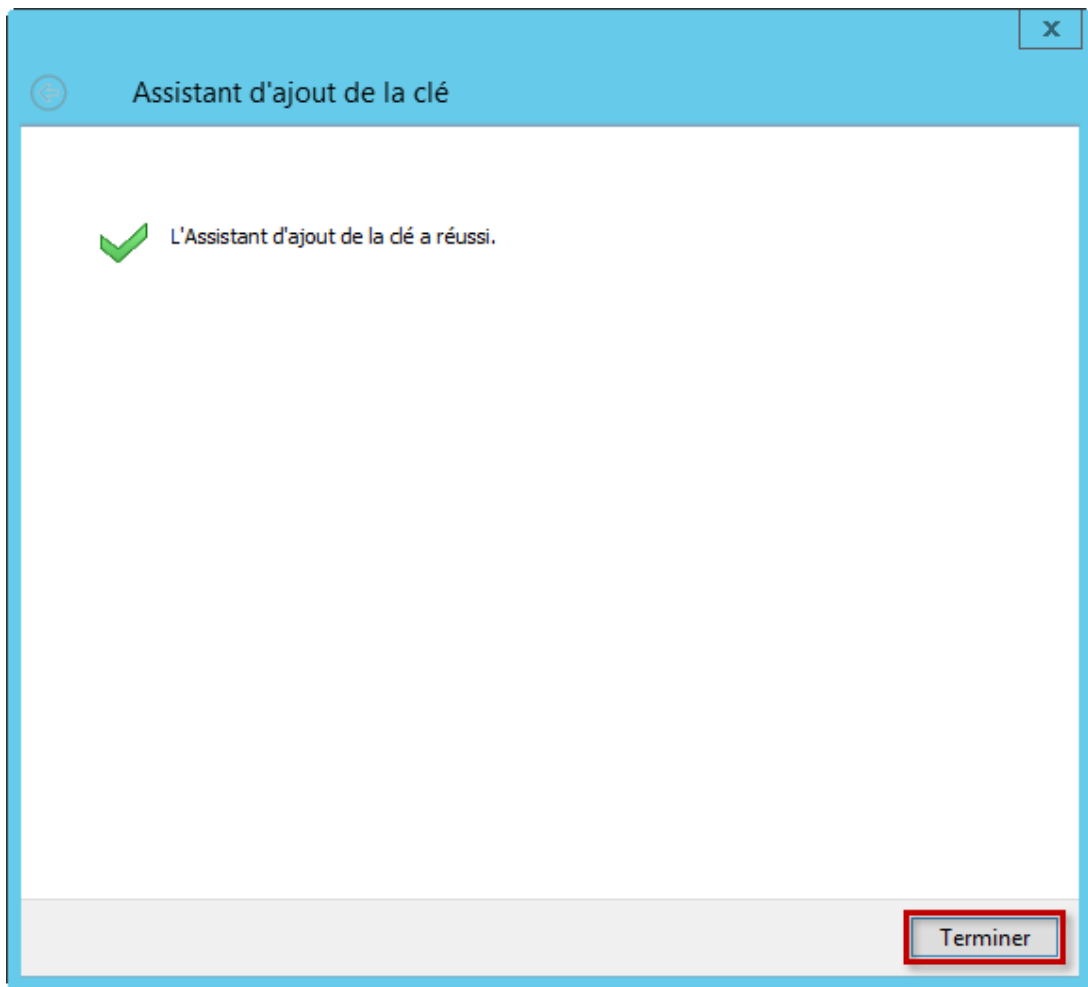 x
Assistant d'ajout de la clé
L'Assistant d'ajout de la clé a réussi.
Terminer